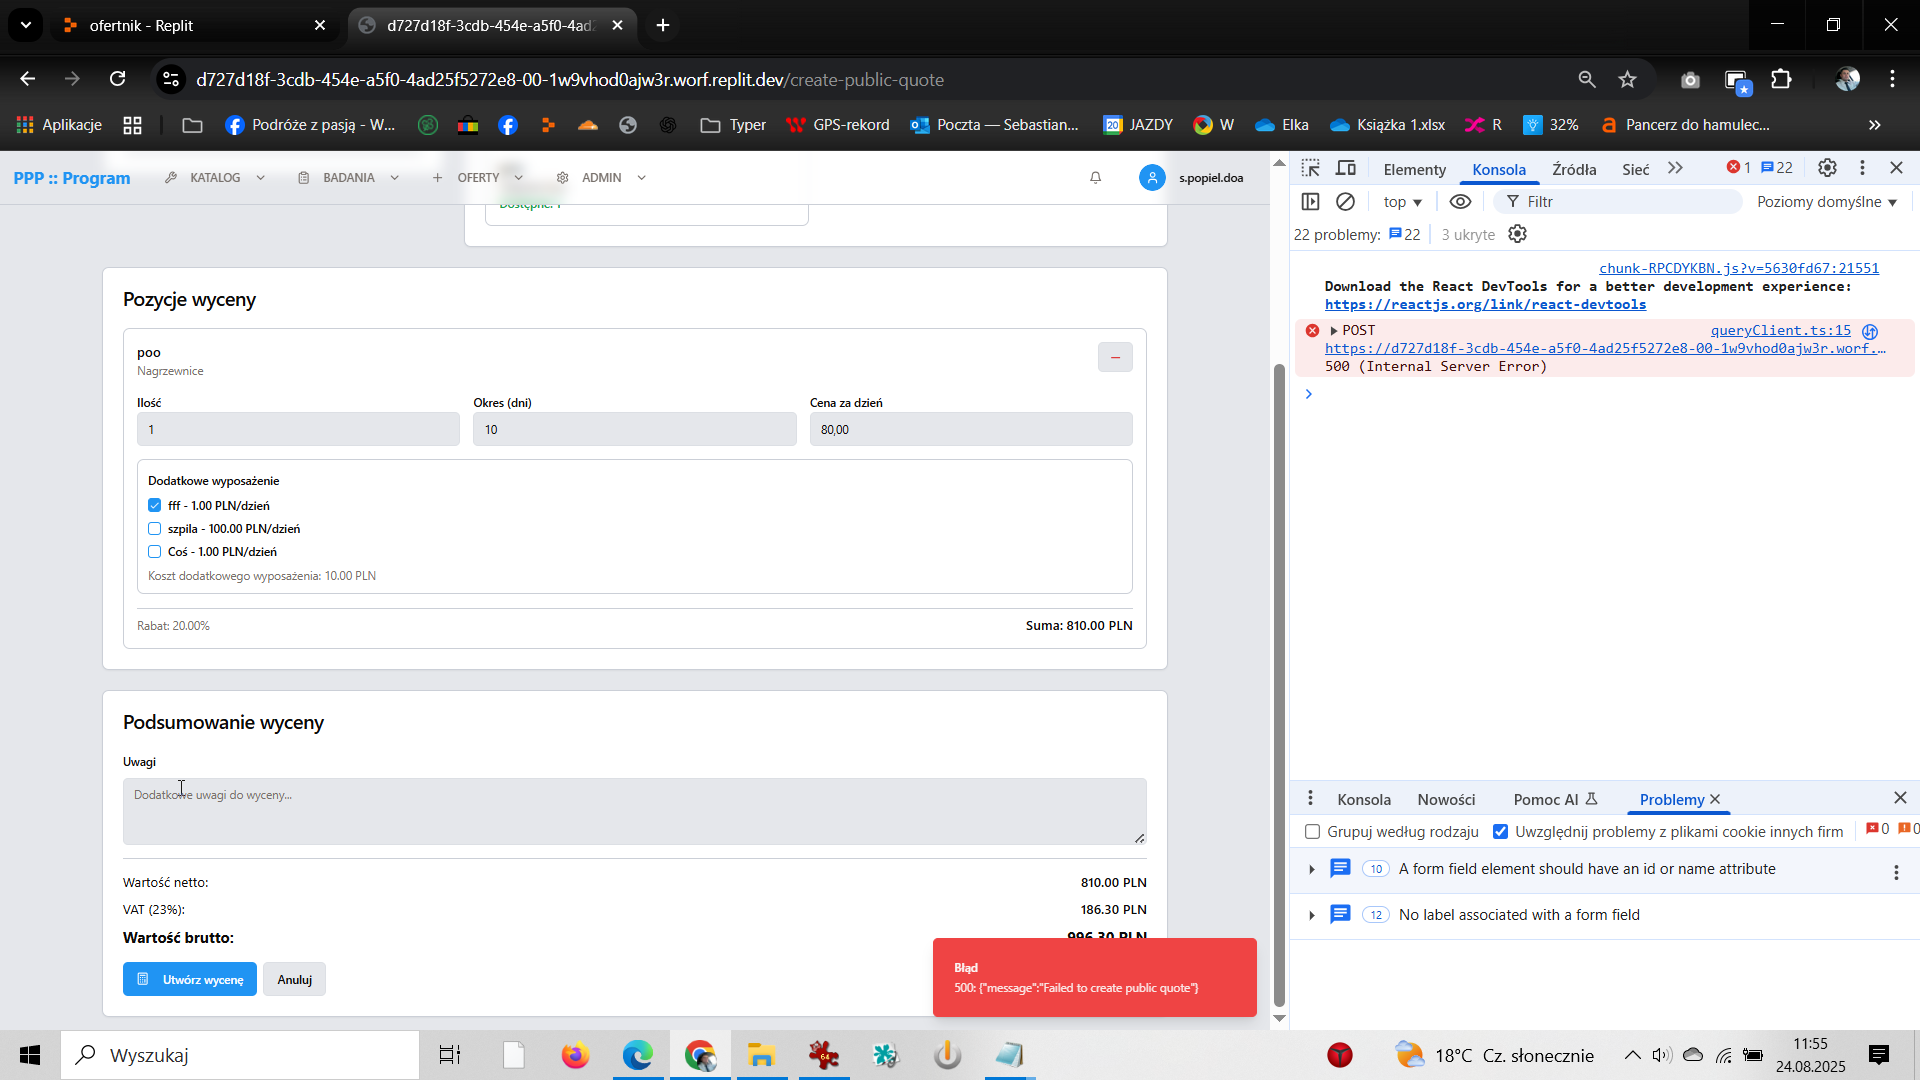 ofertnik - Replit
d727d18f-3cdb-454e-a5f0-4ad2
d727d18f-3cdb-454e-a5f0-4ad25f5272e8-00-1w9vhod0ajw3r.worf.replit.dev/create-public-quote
Aplikacje
Podróże z pasją - W...
Typer
GPS-rekord
Poczta — Sebastian...
20 JAZDY
W
Elka
Książka 1.xlsx
R
32%
Pancerz do hamulec...
»
PPP :: Program
KATALOG
BADANIA
OFERTY
ADMIN
s.popiel.doa
Dostępne: 1
Pozycje wyceny
poo
Nagrzewnice
Ilość
Okres (dni)
Cena za dzień
1
10
80,00
Dodatkowe wyposażenie
fff - 1.00 PLN/dzień
szpila - 100.00 PLN/dzień
Coś - 1.00 PLN/dzień
Koszt dodatkowego wyposażenia: 10.00 PLN
Rabat: 20.00%
Suma: 810.00 PLN
Podsumowanie wyceny
Uwagi
Dodatkowe uwagi do wyceny...
Wartość netto:
810.00 PLN
VAT (23%):
186.30 PLN
Wartość brutto:
996.30 PLN
Utwórz wycenę
Anuluj
Błąd
500: {"message":"Failed to create public quote"}
Elementy
Konsola
Źródła
Sieć
1
22
top
Filtr
Poziomy domyślne
22 problemy: 22
3 ukryte
chunk-RPCDYKBN.js?v=5630fd67:21551
Download the React DevTools for a better development experience:
https://reactjs.org/link/react-devtools
POST
queryClient.ts:15
https://d727d18f-3cdb-454e-a5f0-4ad25f5272e8-00-1w9vhod0ajw3r.worf.…
500 (Internal Server Error)
Konsola
Nowości
Pomoc AI
Problemy
Grupuj według rodzaju
Uwzględnij problemy z plikami cookie innych firm
0
0
10 A form field element should have an id or name attribute
12 No label associated with a form field
Wyszukaj
64
18°C Cz. słonecznie
11:55
24.08.2025